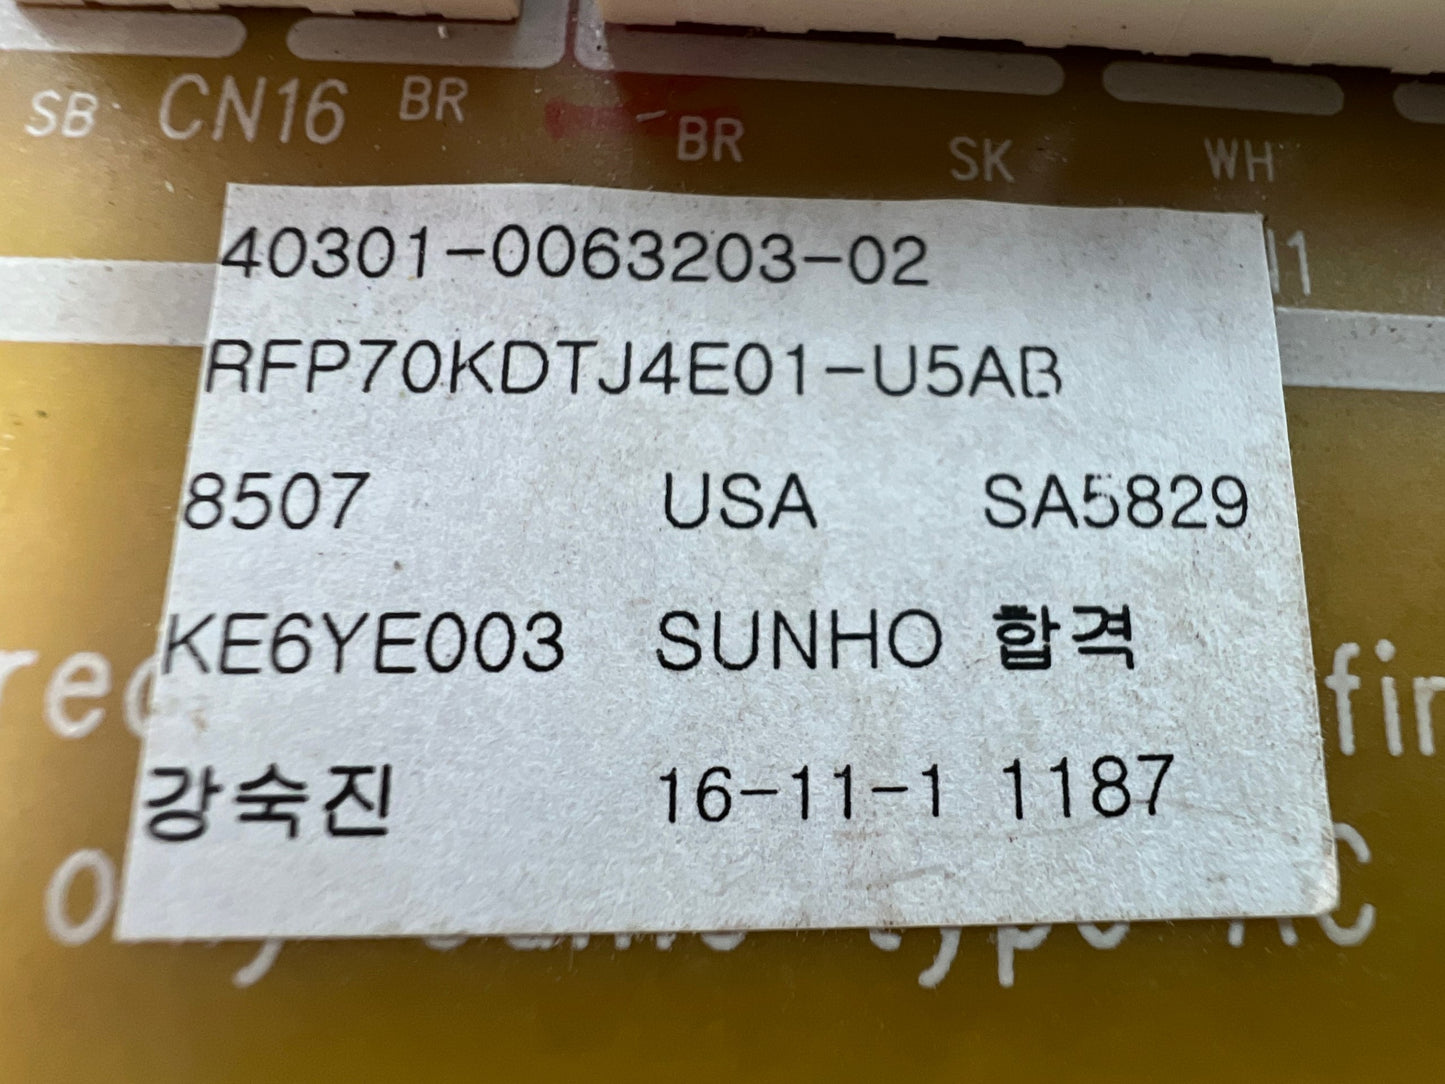 SB CN16 BR BR SK WH
40301-0063203-02
RFP70KDTJ4E01-U5AB
8507 USA SA5829
KE6YE003 SUNHO 합격
강숙진 16-11-1 1187